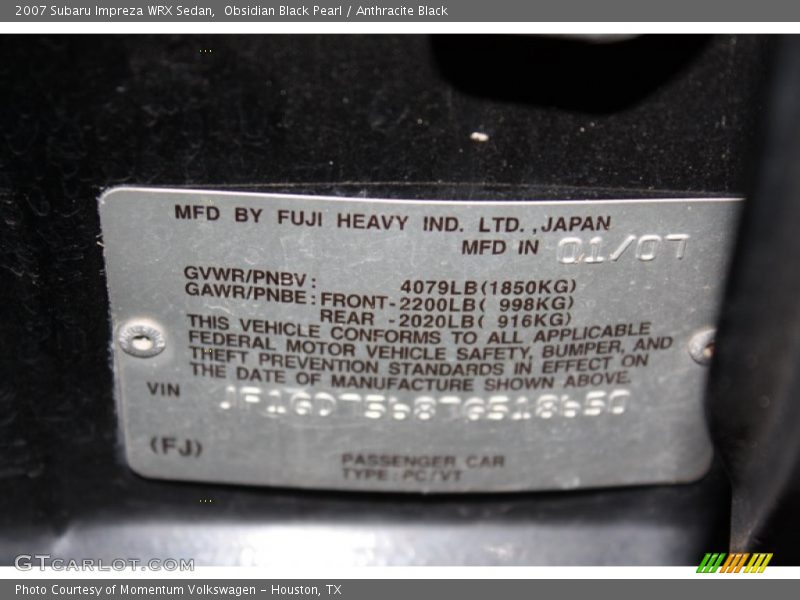 2007 Subaru Impreza WRX Sedan, Obsidian Black Pearl / Anthracite Black
MFD BY FUJI HEAVY IND. LTD., JAPAN
MFD IN 01/07
GVWR/PNBV: 4079LB(1850KG)
GAWR/PNBE: FRONT-2200LB( 998KG)
REAR -2020LB( 916KG)
THIS VEHICLE CONFORMS TO ALL APPLICABLE
FEDERAL MOTOR VEHICLE SAFETY, BUMPER, AND
THEFT PREVENTION STANDARDS IN EFFECT ON
THE DATE OF MANUFACTURE SHOWN ABOVE.
VIN
(FJ)
PASSENGER CAR
TYPE: PC/VT
GTCARLOT.COM
Photo Courtesy of Momentum Volkswagen - Houston, TX